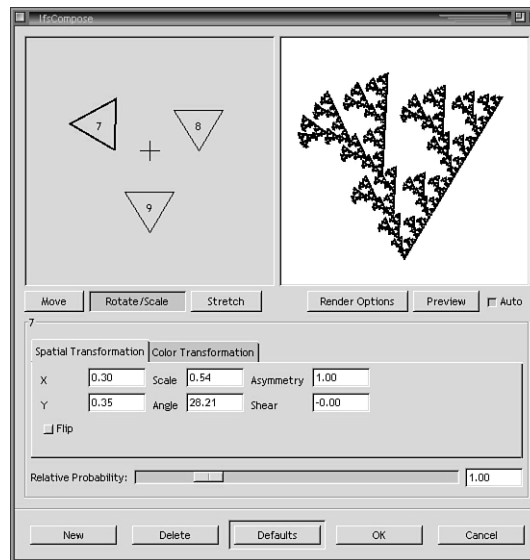 IfsCompose
7
8
9
Move Rotate/Scale Stretch Render Options Preview Auto
7
Spatial Transformation Color Transformation
X 0.30 Scale 0.54 Asymmetry 1.00
Y 0.35 Angle 28.21 Shear -0.00
Flip
Relative Probability: 1.00
New Delete Defaults OK Cancel